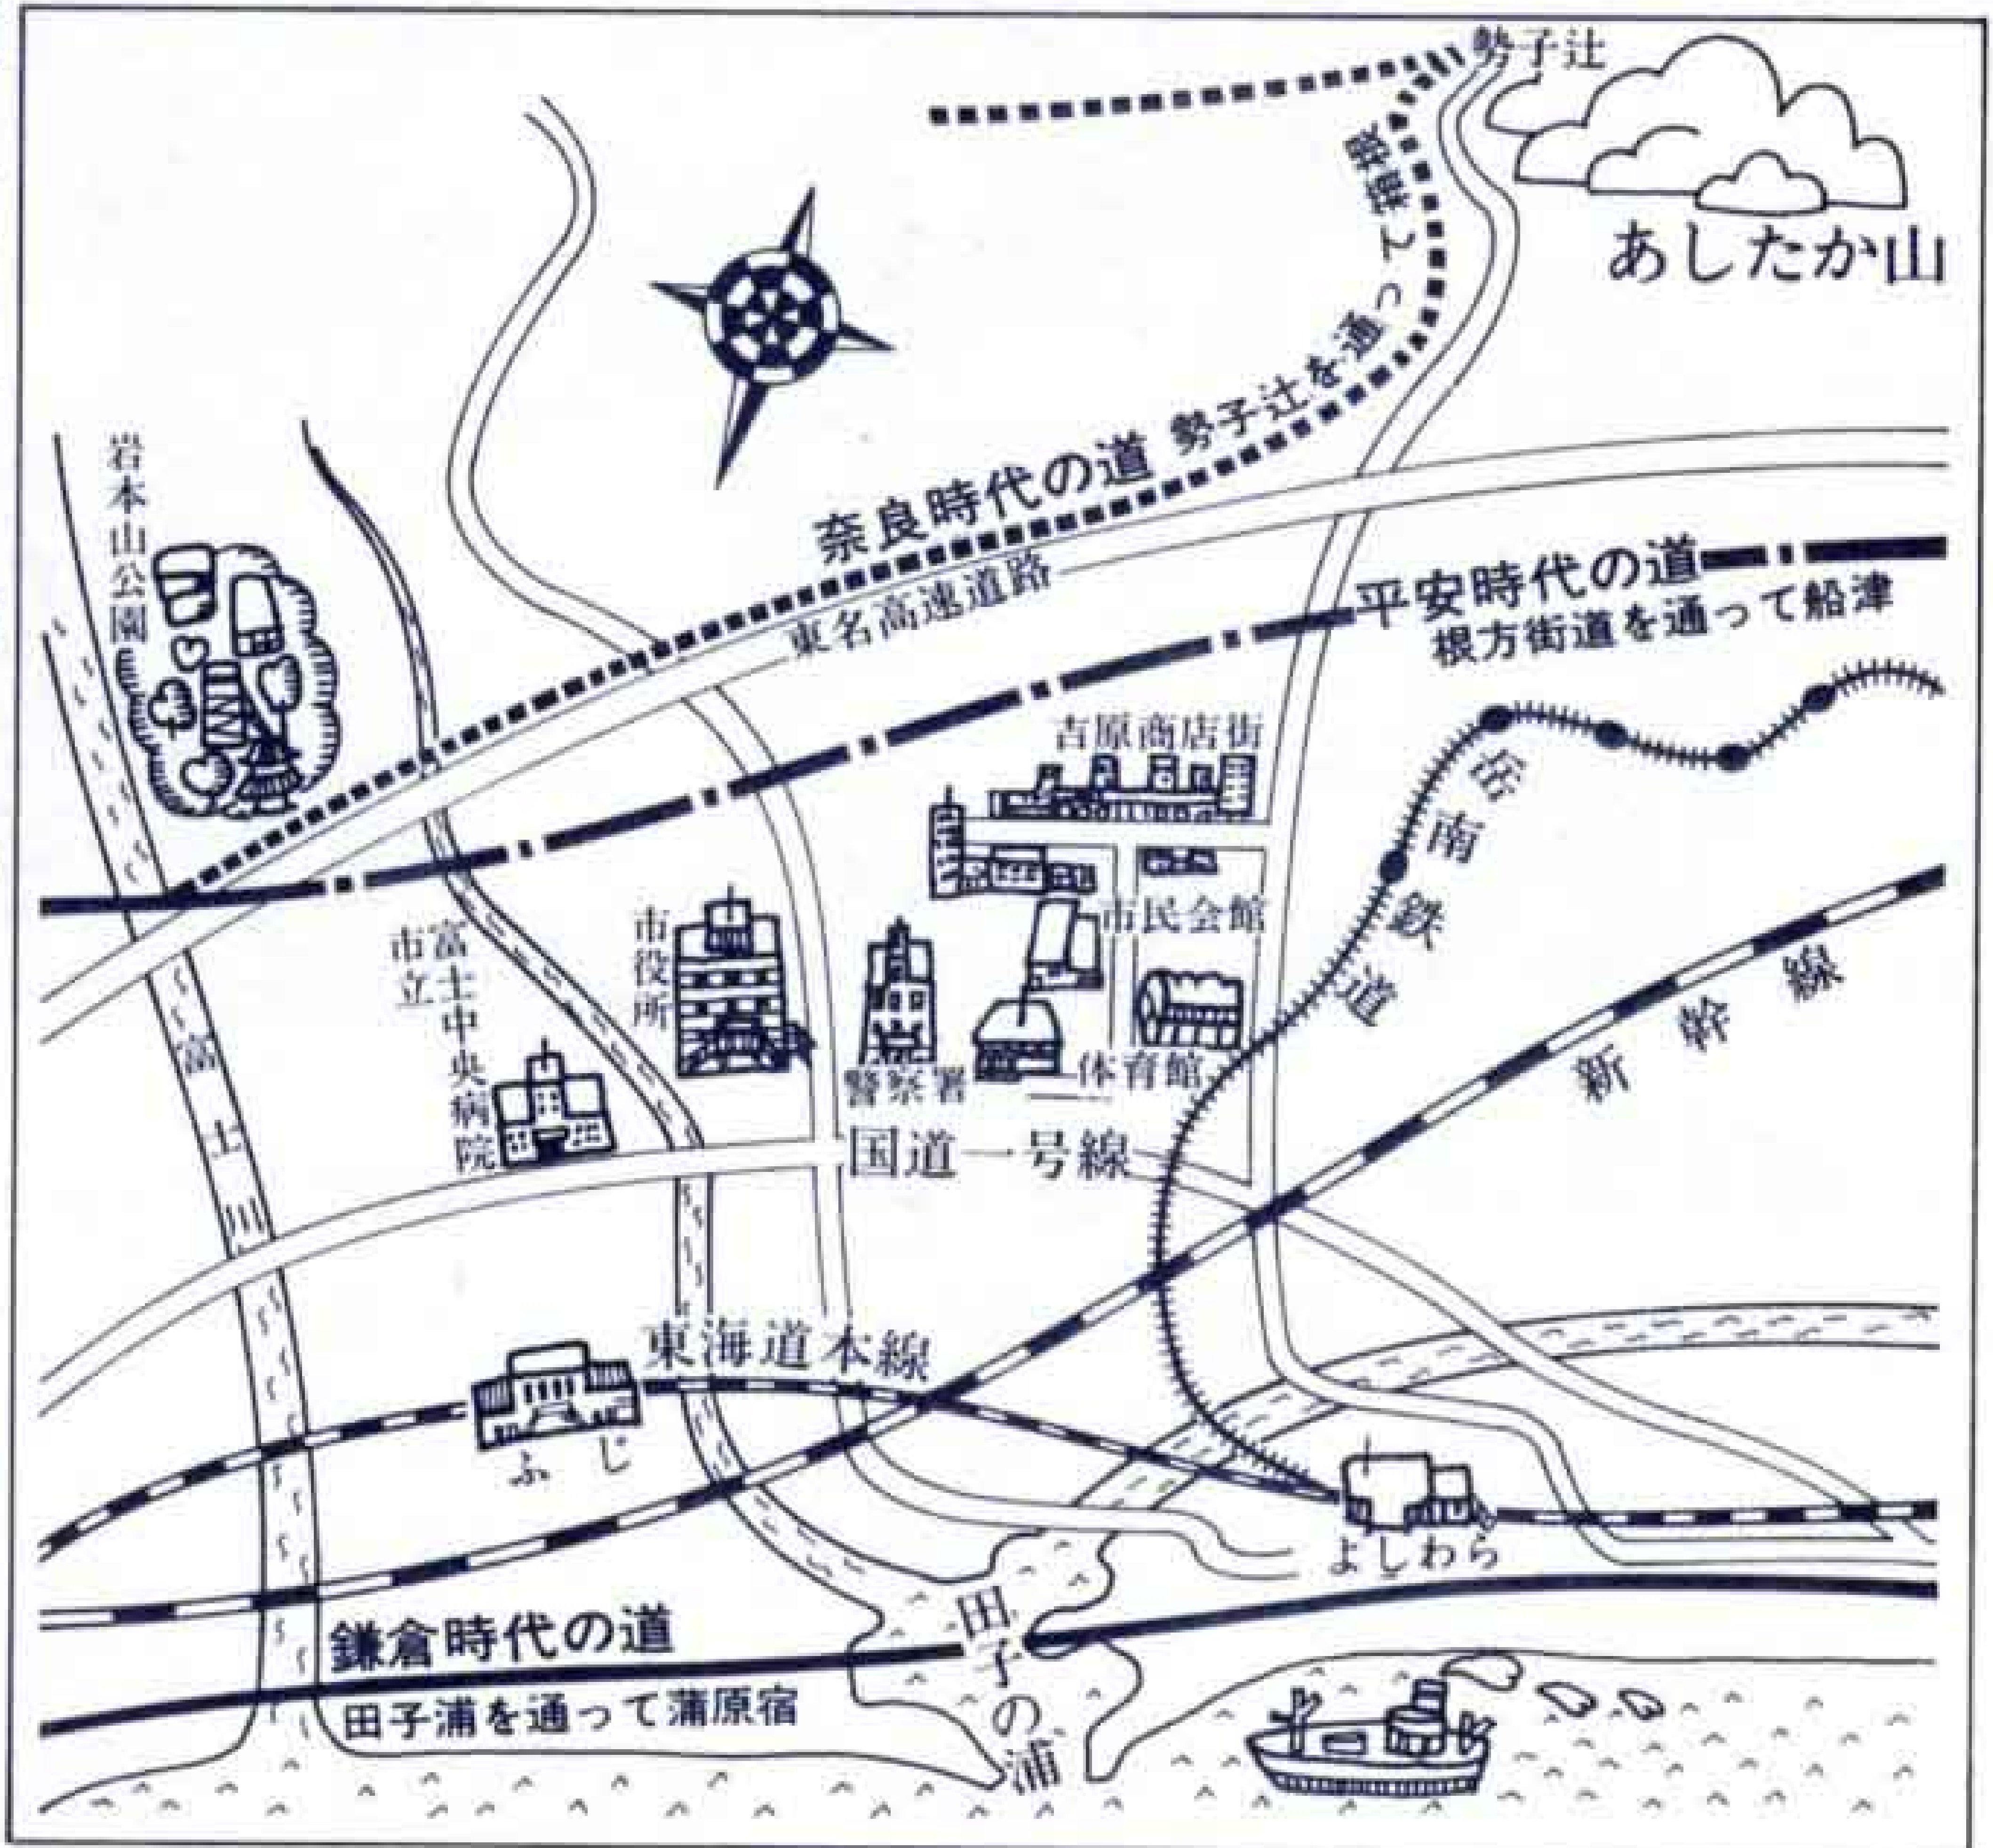 勢子辻
あしたか山
奈良時代の道
勢子辻を通って箱根
岩本山公園
東名高速道路
平安時代の道
根方街道を通って船津
吉原商店街
岳南鉄道
市民会館
市役所
富士中央病院
市立
警察署
体育館
新幹線
富士川
国道一号線
東海道本線
ふじ
よしわら
鎌倉時代の道
田子浦を通って蒲原宿
田子の浦